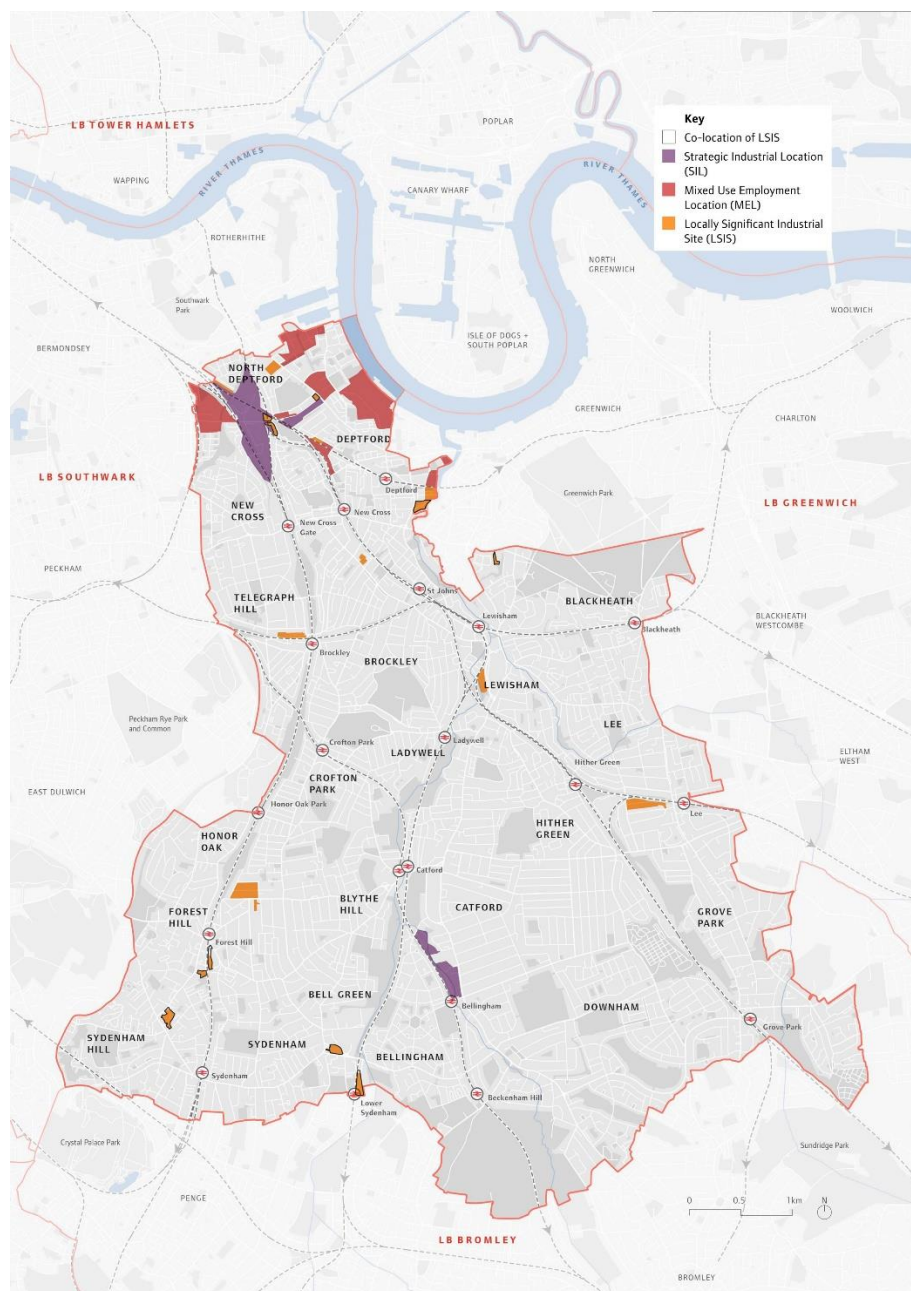 LB TOWER HAMLETS
POPLAR
Key
Co-location of LSIS
Strategic Industrial Location
(SIL)
Mixed Use Employment
Location (MEL)
Locally Significant Industrial
Site (LSIS)
WAPPING
RIVER THAMES
CANARY WHARF
RIVER THAMES
ROTHERHITHE
NORTH
GREENWICH
Southwark
Park
WOOLWICH
BERMONDSEY
ISLE OF DOGS +
SOUTH POPLAR
NORTH
DEPTFORD
GREENWICH
CHARLTON
DEPTFORD
LB SOUTHWARK
Deptford
Greenwich Park
LB GREENWICH
NEW
CROSS
New Cross
New Cross
Gate
PECKHAM
St Johns
TELEGRAPH
HILL
BLACKHEATH
Lewisham
Blackheath
BLACKHEATH
WESTCOMBE
Brockley
BROCKLEY
LEWISHAM
Peckham Rye Park
and Common
LEE
Crofton Park
LADYWELL
Ladywell
ELTHAM
WEST
CROFTON
PARK
Hither Green
EAST DULWICH
Honor Oak Park
Lee
HONOR
OAK
HITHER
GREEN
Catford
BLYTHE
HILL
CATFORD
FOREST
HILL
GROVE
PARK
Forest Hill
BELL GREEN
Bellingham
DOWNHAM
Grove Park
SYDENHAM
HILL
SYDENHAM
BELLINGHAM
Sydenham
Lower
Sydenham
Beckenham Hill
Crystal Palace Park
Sundridge Park
PENGE
0 0.5 1km N
LB BROMLEY
BROMLEY